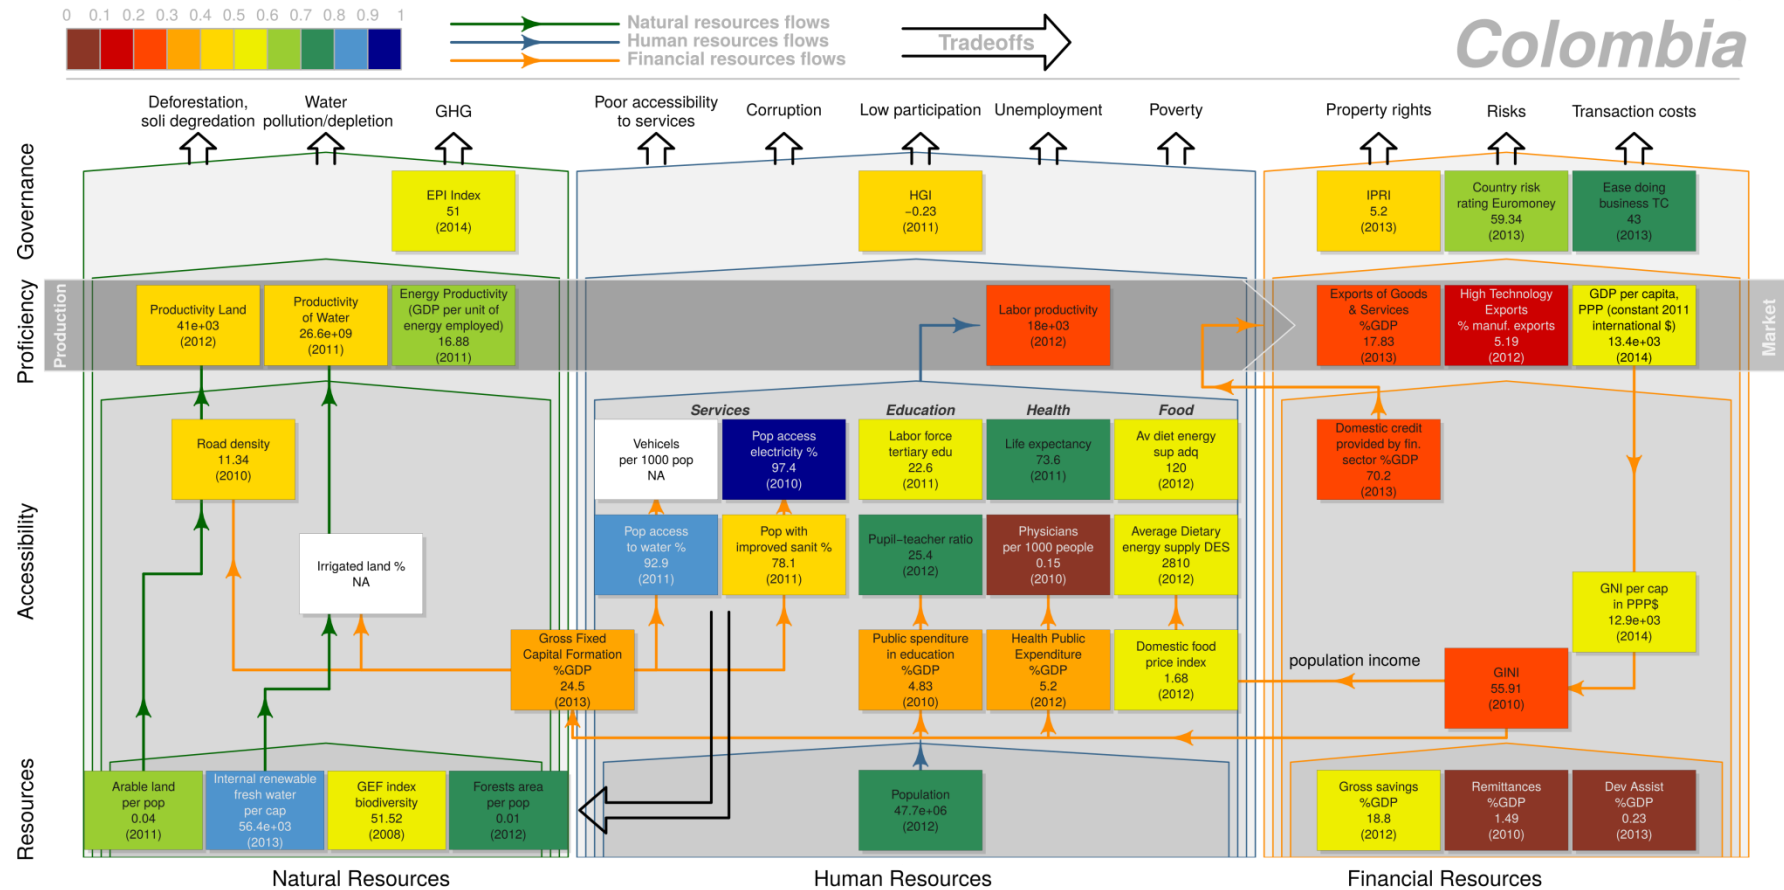 0 0.1 0.2 0.3 0.4 0.5 0.6 0.7 0.8 0.9 1
Natural resources flows
Human resources flows
Financial resources flows
Tradeoffs
Colombia
Deforestation,
soli degredation
Water
pollution/depletion
GHG
Poor accessibility
to services
Corruption
Low participation
Unemployment
Poverty
Property rights
Risks
Transaction costs
Governance
EPI Index
51
(2014)
HGI
−0.23
(2011)
IPRI
5.2
(2013)
Country risk
rating Euromoney
59.34
(2013)
Ease doing
business TC
43
(2013)
Proficiency
Production
Productivity Land
41e+03
(2012)
Productivity
of Water
26.6e+09
(2011)
Energy Productivity
(GDP per unit of
energy employed)
16.88
(2011)
Labor productivity
18e+03
(2012)
Exports of Goods
& Services
%GDP
17.83
(2013)
High Technology
Exports
% manuf. exports
5.19
(2012)
GDP per capita,
PPP (constant 2011
international $)
13.4e+03
(2014)
Market
Accessibility
Services
Education
Health
Food
Road density
11.34
(2010)
Vehicels
per 1000 pop
NA
Pop access
electricity %
97.4
(2010)
Labor force
tertiary edu
22.6
(2011)
Life expectancy
73.6
(2011)
Av diet energy
sup adq
120
(2012)
Domestic credit
provided by fin.
sector %GDP
70.2
(2013)
Irrigated land %
NA
Pop access
to water %
92.9
(2011)
Pop with
improved sanit %
78.1
(2011)
Pupil−teacher ratio
25.4
(2012)
Physicians
per 1000 people
0.15
(2010)
Average Dietary
energy supply DES
2810
(2012)
GNI per cap
in PPP$
12.9e+03
(2014)
Gross Fixed
Capital Formation
%GDP
24.5
(2013)
Public spenditure
in education
%GDP
4.83
(2010)
Health Public
Expenditure
%GDP
5.2
(2012)
Domestic food
price index
1.68
(2012)
population income
GINI
55.91
(2010)
Resources
Arable land
per pop
0.04
(2011)
Internal renewable
fresh water
per cap
56.4e+03
(2013)
GEF index
biodiversity
51.52
(2008)
Forests area
per pop
0.01
(2012)
Population
47.7e+06
(2012)
Gross savings
%GDP
18.8
(2012)
Remittances
%GDP
1.49
(2010)
Dev Assist
%GDP
0.23
(2013)
Natural Resources
Human Resources
Financial Resources